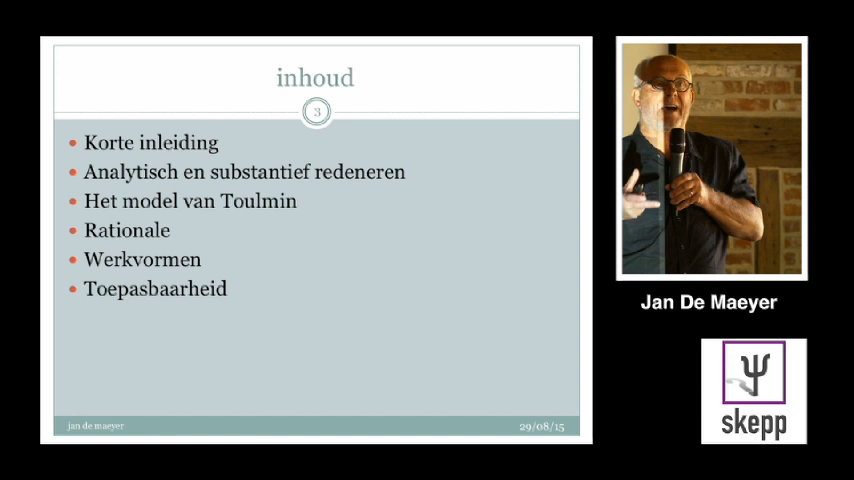 inhoud
3
Korte inleiding
Analytisch en substantief redeneren
Het model van Toulmin
Rationale
Werkvormen
Toepasbaarheid
jan de maeyer
29/08/15
Jan De Maeyer
skepp